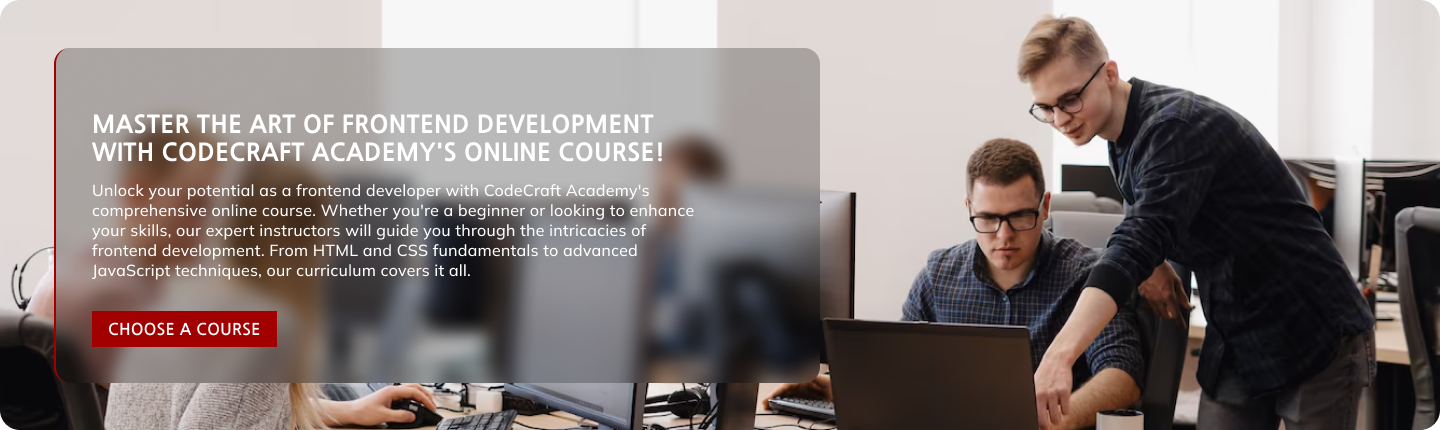 MASTER THE ART OF FRONTEND DEVELOPMENT
WITH CODECRAFT ACADEMY'S ONLINE COURSE!
Unlock your potential as a frontend developer with CodeCraft Academy's
comprehensive online course. Whether you're a beginner or looking to enhance
your skills, our expert instructors will guide you through the intricacies of
frontend development. From HTML and CSS fundamentals to advanced
JavaScript techniques, our curriculum covers it all.
CHOOSE A COURSE